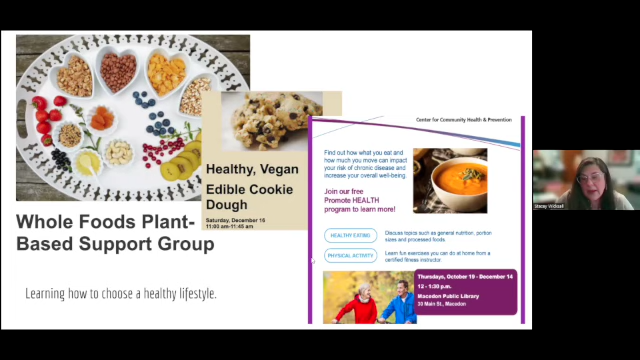 Healthy, Vegan
Edible Cookie
Dough
Saturday, December 16
11:00 am-11:45 am
Whole Foods Plant-
Based Support Group
Learning how to choose a healthy lifestyle.
Center for Community Health & Prevention
Find out how what you eat and
how much you move can impact
your risk of chronic disease and
increase your overall well-being.
Join our free
Promote HEALTH
program to learn more!
HEALTHY EATING
Discuss topics such as general nutrition, portion
sizes and processed foods
PHYSICAL ACTIVITY
Learn fun exercises you can do at home from a
certified fitness instructor
Thursdays, October 19 - December 14
12 - 1:30 p.m.
Macedon Public Library
30 Main St., Macedon
Stacey Wicksall